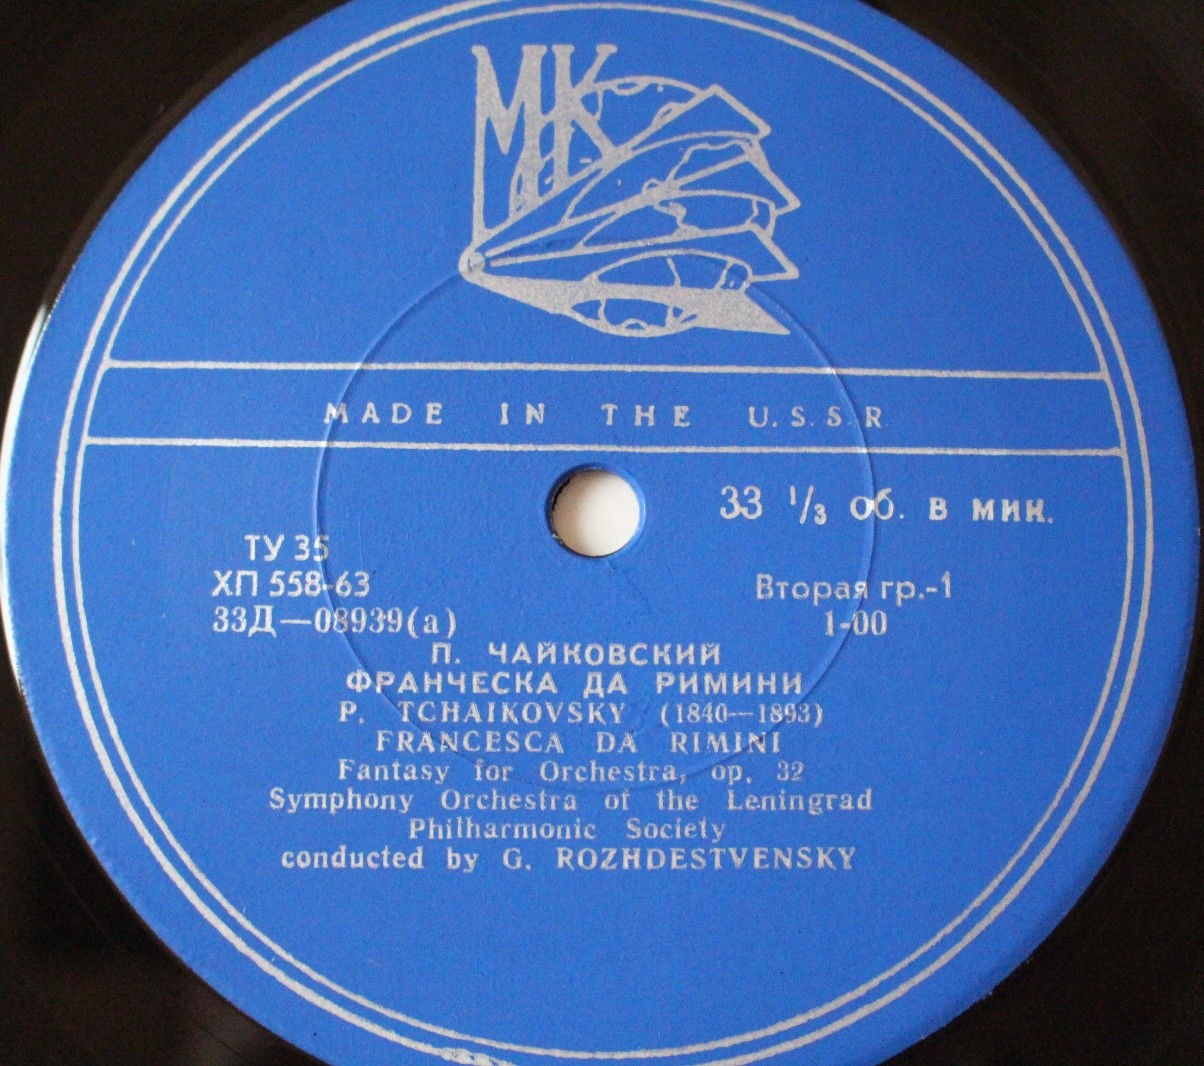 МК
MADE IN THE U.S.S.R
33 1/3 об. в мин.
ТУ 35
ХП 558-63
Вторая гр.-1
33Д—08939(а)
1-00
П. ЧАЙКОВСКИЙ
ФРАНЧЕСКА ДА РИМИНИ
P. TCHAIKOVSKY (1840—1893)
FRANCESCA DA RIMINI
Fantasy for Orchestra, op. 32
Symphony Orchestra of the Leningrad
Philharmonic Society
conducted by G. ROZHDESTVENSKY